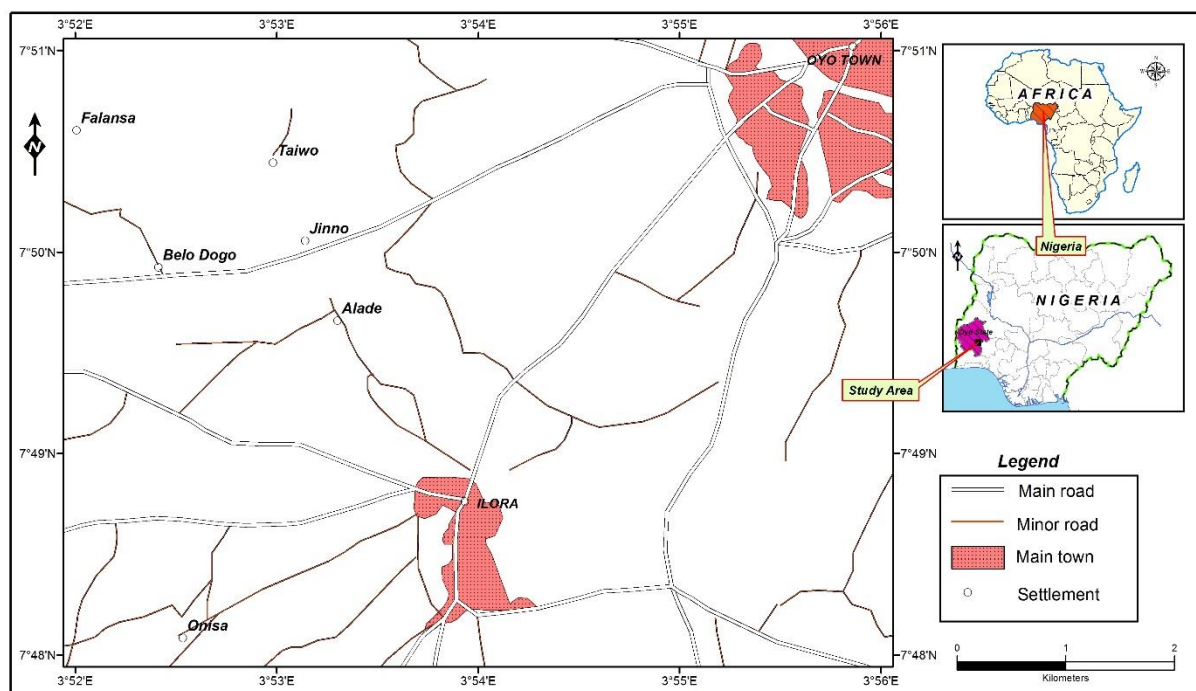 3°52'E 3°53'E 3°54'E 3°55'E 3°56'E
7°51'N
7°51'N
OYO TOWN
N
Falansa
Taiwo
Jinno
7°50'N
7°50'N
Belo Dogo
Alade
7°49'N
7°49'N
ILORA
Onisa
7°48'N
7°48'N
3°52'E 3°53'E 3°54'E 3°55'E 3°56'E
AFRICA
N
W
E
S
Nigeria
NIGERIA
Oyo State
Study Area
Legend
Main road
Minor road
Main town
Settlement
0 1 2
Kilometers